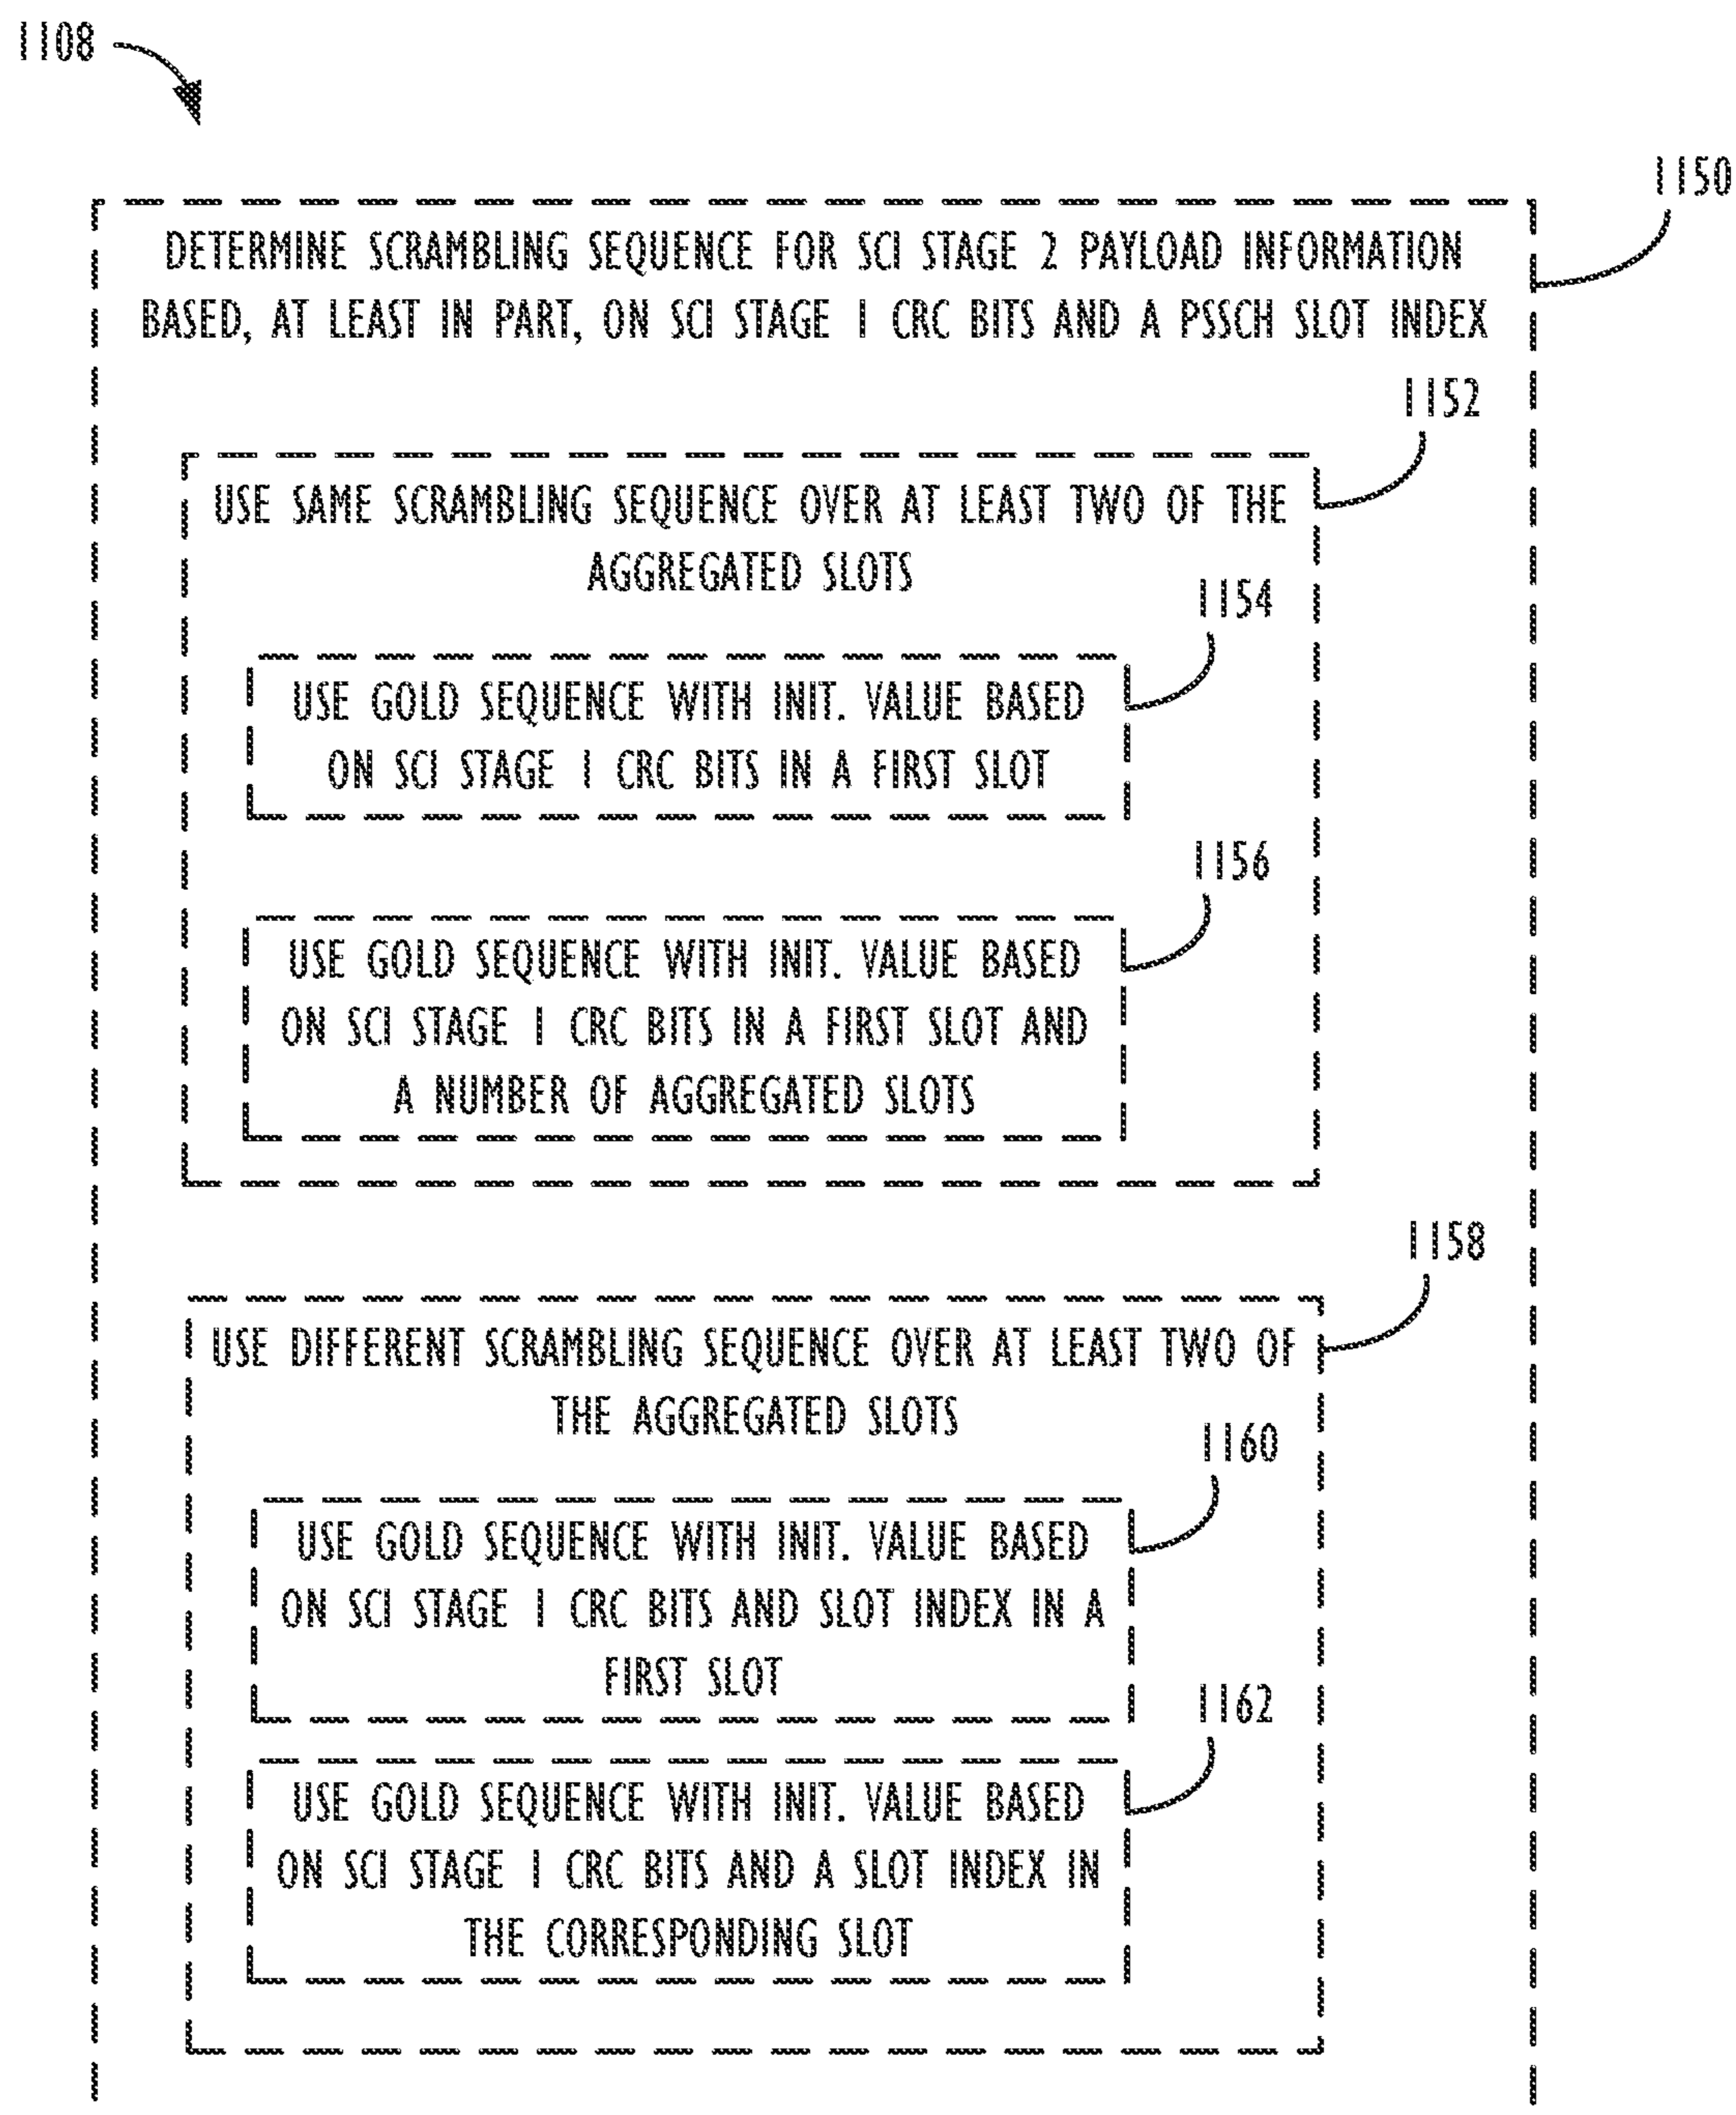 1108
1150
DETERMINE SCRAMBLING SEQUENCE FOR SCI STAGE 2 PAYLOAD INFORMATION
BASED, AT LEAST IN PART, ON SCI STAGE 1 CRC BITS AND A PSSCH SLOT INDEX
1152
USE SAME SCRAMBLING SEQUENCE OVER AT LEAST TWO OF THE
AGGREGATED SLOTS
1154
USE GOLD SEQUENCE WITH INIT. VALUE BASED
ON SCI STAGE 1 CRC BITS IN A FIRST SLOT
1156
USE GOLD SEQUENCE WITH INIT. VALUE BASED
ON SCI STAGE 1 CRC BITS IN A FIRST SLOT AND
A NUMBER OF AGGREGATED SLOTS
1158
USE DIFFERENT SCRAMBLING SEQUENCE OVER AT LEAST TWO OF
THE AGGREGATED SLOTS
1160
USE GOLD SEQUENCE WITH INIT. VALUE BASED
ON SCI STAGE 1 CRC BITS AND SLOT INDEX IN A
FIRST SLOT
1162
USE GOLD SEQUENCE WITH INIT. VALUE BASED
ON SCI STAGE 1 CRC BITS AND A SLOT INDEX IN
THE CORRESPONDING SLOT